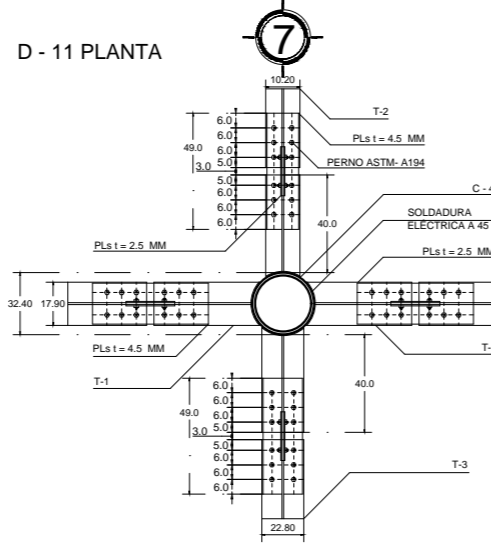 7
D - 11 PLANTA
10.20
T-2
6.0
PLs t = 4.5 MM
6.0
49.0
6.0
3.0
5.0
PERNO ASTM- A194
5.0
6.0
6.0
6.0
40.0
C - 4
SOLDADURA
ELÉCTRICA A 45
PLs t = 2.5 MM
PLs t = 2.5 MM
32.40
17.90
PLs t = 4.5 MM
T-1
T-
40.0
6.0
6.0
49.0
6.0
3.0
5.0
5.0
6.0
6.0
6.0
T-3
22.80